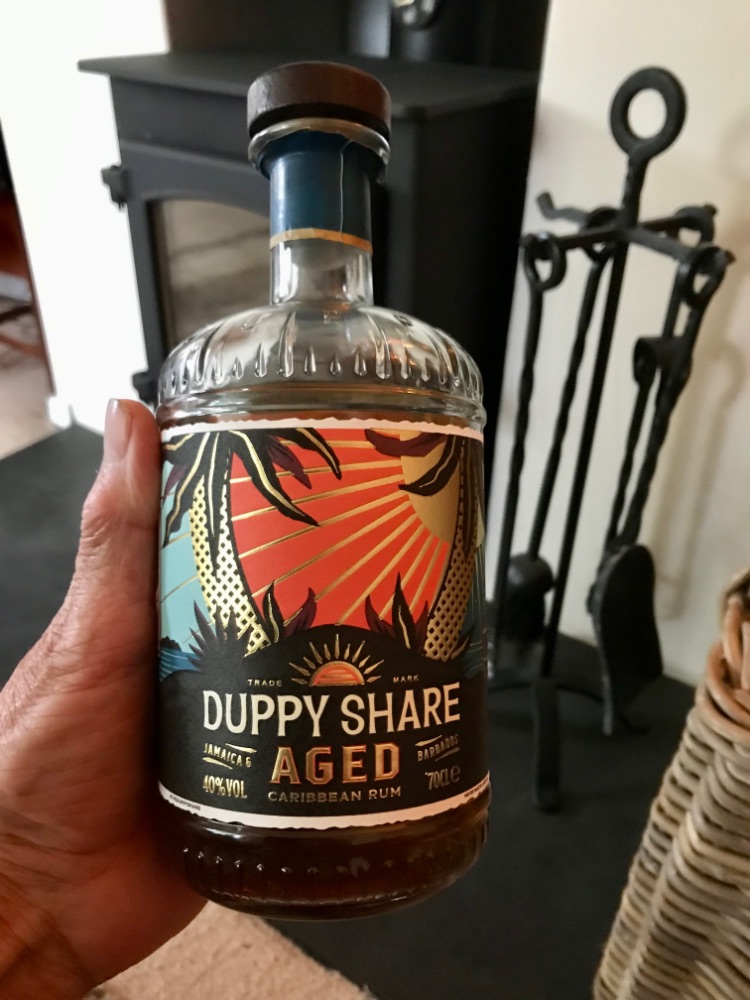 TRADE MARK
DUPPY SHARE
JAMAICA &
AGED
BARBADOS
40%VOL
CARIBBEAN RUM
70CL e